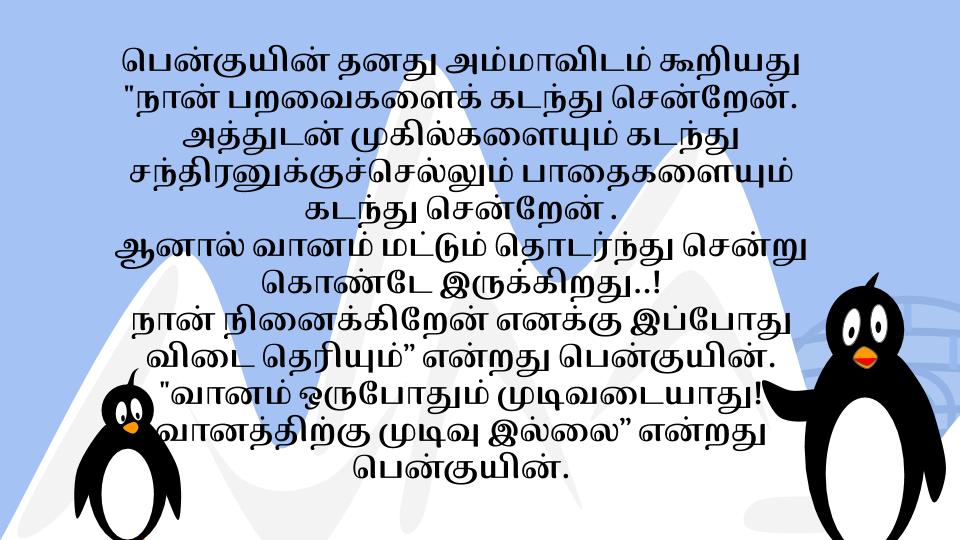 பென்குயின் தனது அம்மாவிடம் கூறியது
"நான் பறவைகளைக் கடந்து சென்றேன்.
அத்துடன் முகில்களையும் கடந்து
சந்திரனுக்குச்செல்லும் பாதைகளையும்
கடந்து சென்றேன் .
ஆனால் வானம் மட்டும் தொடர்ந்து சென்று
கொண்டே இருக்கிறது..!
நான் நினைக்கிறேன் எனக்கு இப்போது
விடை தெரியும்” என்றது பென்குயின்.
"வானம் ஒருபோதும் முடிவடையாது!
வானத்திற்கு முடிவு இல்லை” என்றது
பென்குயின்.